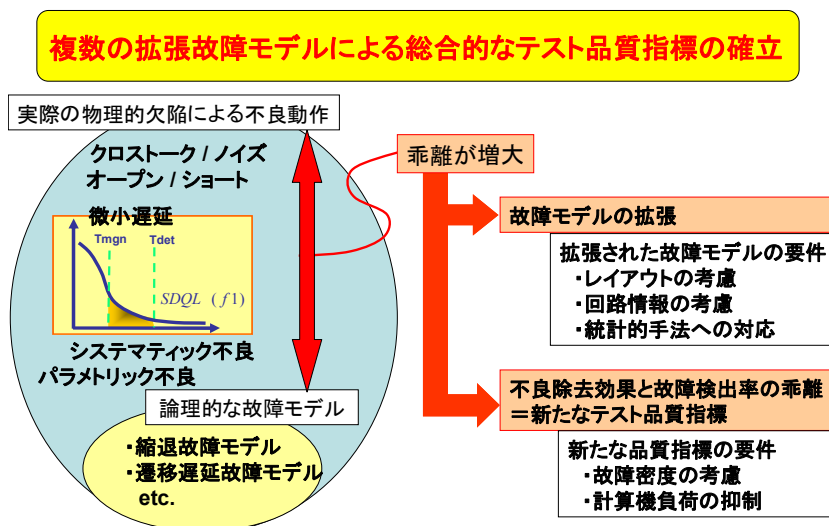 複数の拡張故障モデルによる総合的なテスト品質指標の確立
実際の物理的欠陥による不良動作
クロストーク / ノイズ
オープン / ショート
微小遅延
Tmgn Tdet
SDQL (f1)
システマティック不良
パラメトリック不良
論理的な故障モデル
・縮退故障モデル
・遷移遅延故障モデル
etc.
乖離が増大
故障モデルの拡張
拡張された故障モデルの要件
・レイアウトの考慮
・回路情報の考慮
・統計的手法への対応
不良除去効果と故障検出率の乖離
＝新たなテスト品質指標
新たな品質指標の要件
・故障密度の考慮
・計算機負荷の抑制